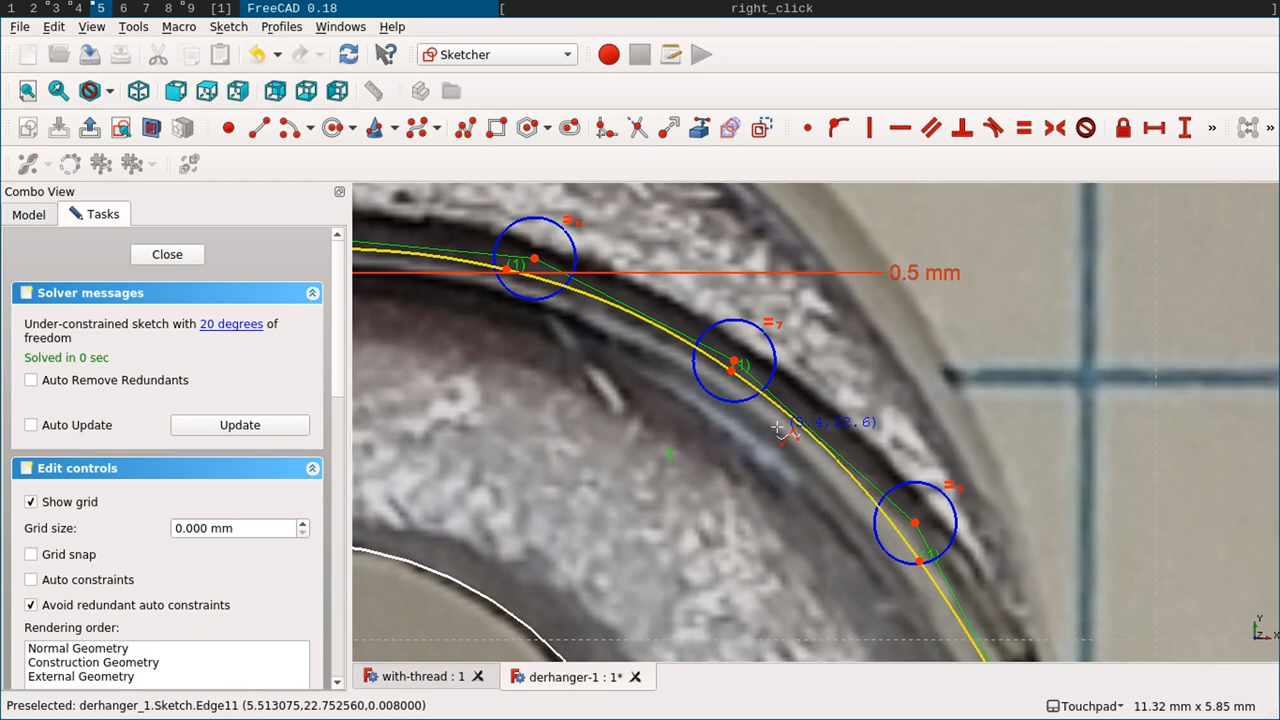 1 2 * 3 * 4 * 5 6 7 8 * 9 [1] FreeCAD 0.18 [ right_click ]
File Edit View Tools Macro Sketch Profiles Windows Help
Sketcher
» »
Combo View
Model Tasks
Close
Solver messages
Under-constrained sketch with 20 degrees of
freedom
Solved in 0 sec
Auto Remove Redundants
Auto Update Update
Edit controls
Show grid
Grid size: 0.000 mm
Grid snap
Auto constraints
Avoid redundant auto constraints
Rendering order:
Normal Geometry
Construction Geometry
External Geometry
(1)
0.5 mm
7
1)
(1)
Y
Z X
with-thread : 1 derhanger-1 : 1*
Preselected: derhanger_1.Sketch.Edge11 (5.513075,22.752560,0.008000) Touchpad 11.32 mm x 5.85 mm